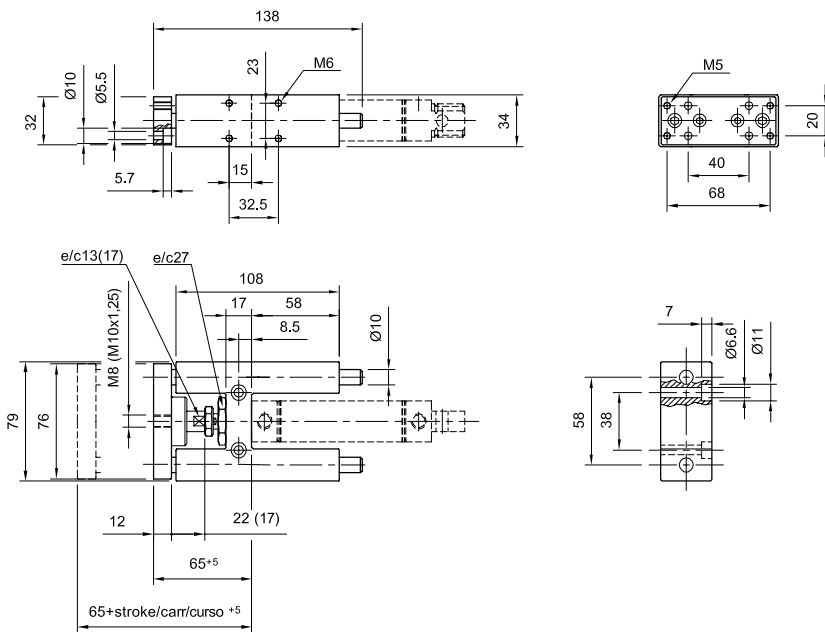 138
Ø10
Ø5.5
32
23
M6
34
5.7
15
32.5
M5
20
40
68
e/c13(17)
e/c27
108
17
58
8.5
Ø10
M8 (M10x1,25)
79
76
12
22 (17)
65+5
65+stroke/carr/curso +5
7
Ø6.6
Ø11
58
38